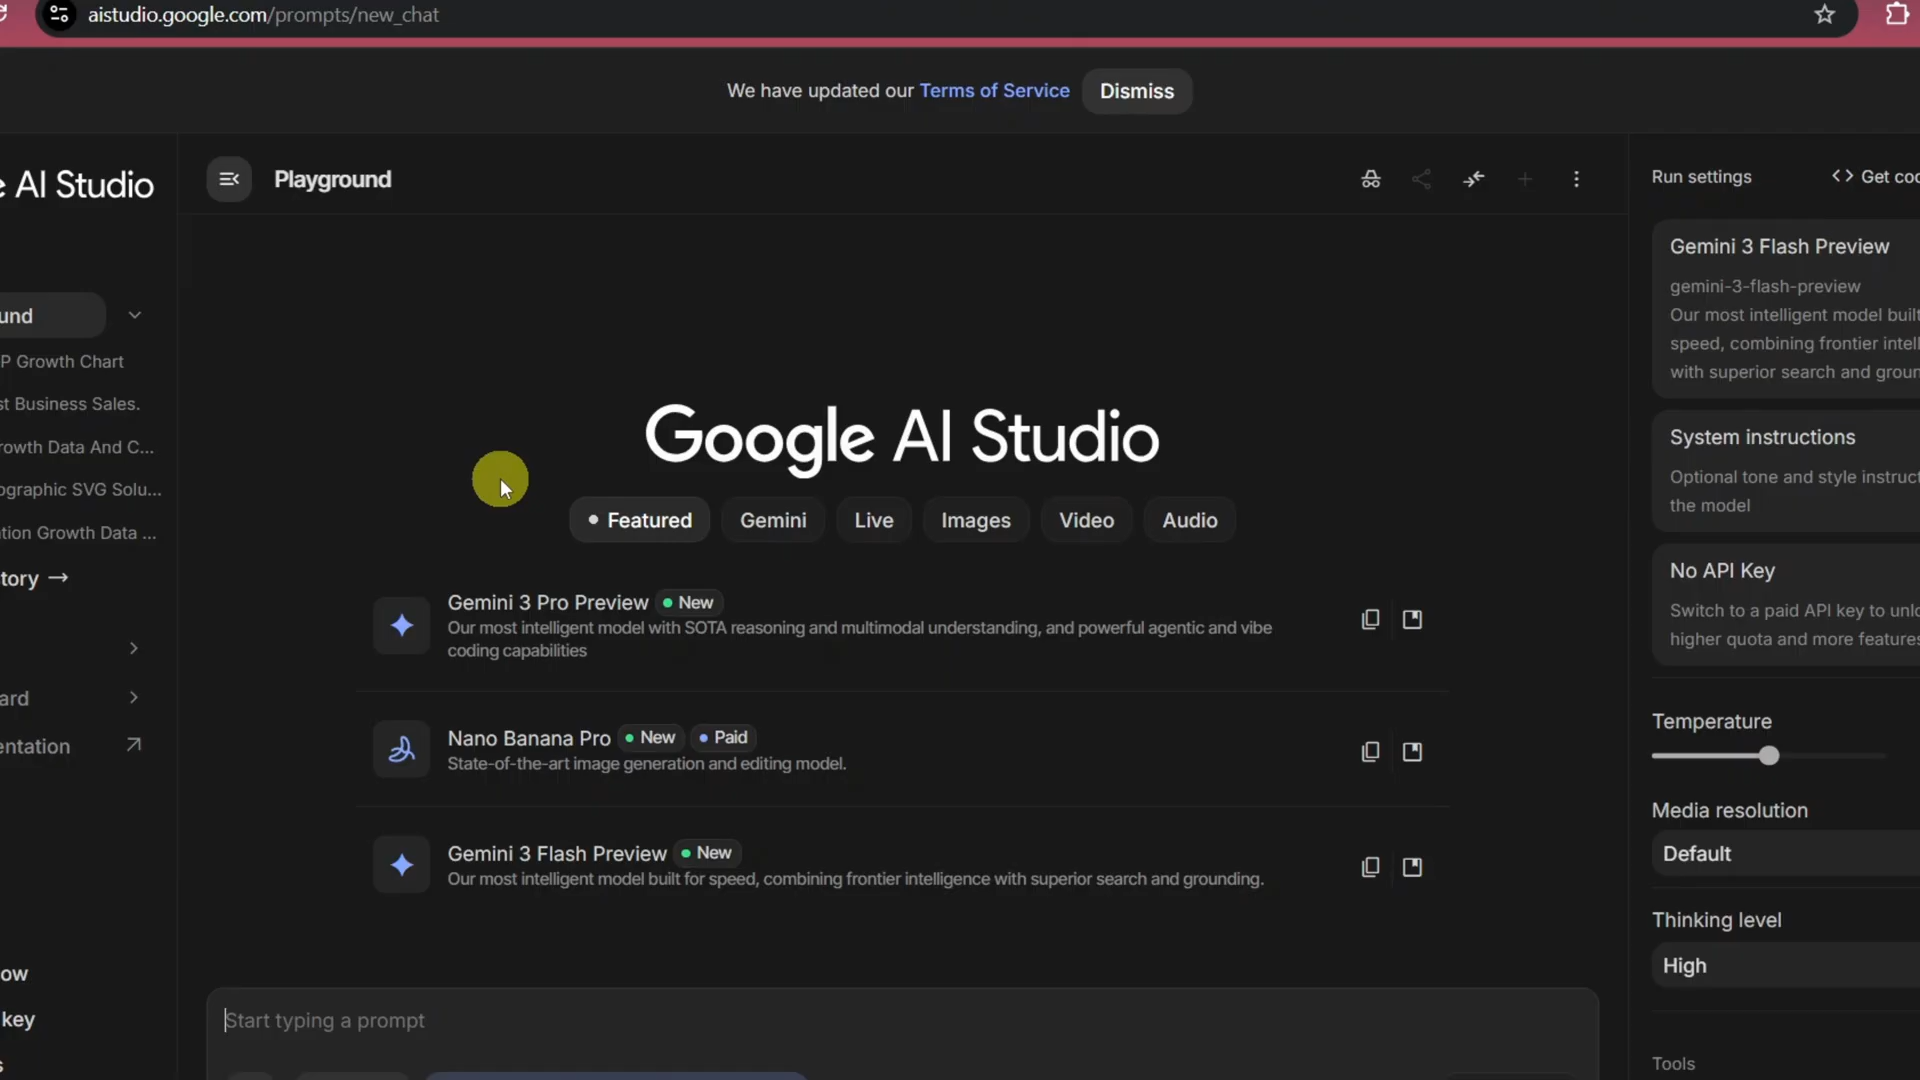 aistudio.google.com/prompts/new_chat
We have updated our Terms of Service
Dismiss
AI Studio
Playground
Run settings
Get
und
P Growth Chart
st Business Sales.
rowth Data And C...
ographic SVG Solu...
tion Growth Data ...
tory →
ard
entation
ow
key
Google AI Studio
Featured
Gemini
Live
Images
Video
Audio
Gemini 3 Pro Preview
New
Our most intelligent model with SOTA reasoning and multimodal understanding, and powerful agentic and vibe
coding capabilities
Nano Banana Pro
New
Paid
State-of-the-art image generation and editing model.
Gemini 3 Flash Preview
New
Our most intelligent model built for speed, combining frontier intelligence with superior search and grounding.
Start typing a prompt
Gemini 3 Flash Preview
gemini-3-flash-preview
Our most intelligent model built
speed, combining frontier intell
with superior search and groun
System instructions
Optional tone and style instruct
the model
No API Key
Switch to a paid API key to unlo
higher quota and more features
Temperature
Media resolution
Default
Thinking level
High
Tools